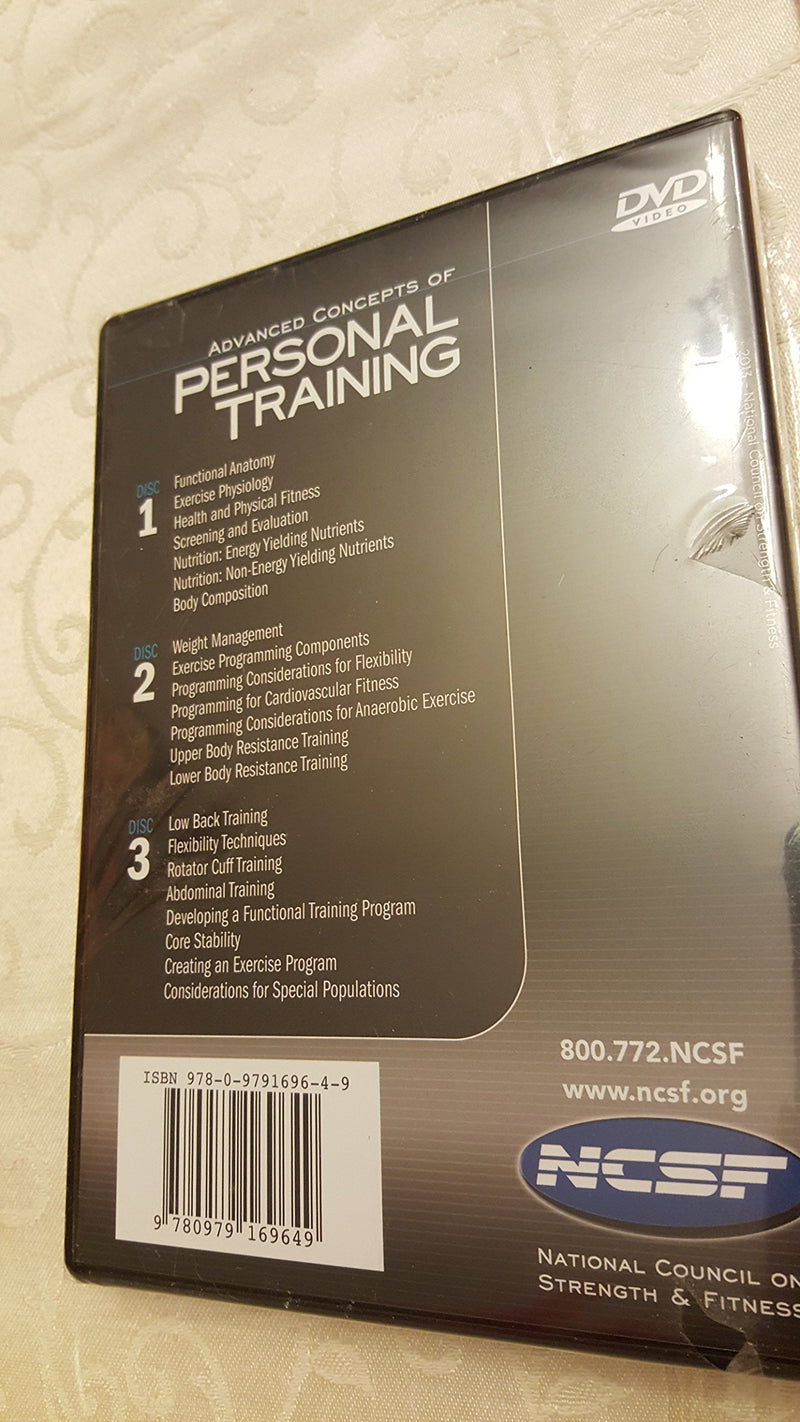 DVD
VIDEO
ADVANCED CONCEPTS OF
PERSONAL
TRAINING
DISC
1
Functional Anatomy
Exercise Physiology
Health and Physical Fitness
Screening and Evaluation
Nutrition: Energy Yielding Nutrients
Nutrition: Non-Energy Yielding Nutrients
Body Composition
DISC
2
Weight Management
Exercise Programming Components
Programming Considerations for Flexibility
Programming for Cardiovascular Fitness
Programming Considerations for Anaerobic Exercise
Upper Body Resistance Training
Lower Body Resistance Training
DISC
3
Low Back Training
Flexibility Techniques
Rotator Cuff Training
Abdominal Training
Developing a Functional Training Program
Core Stability
Creating an Exercise Program
Considerations for Special Populations
National Council on Strength & Fitness
ISBN 978-0-9791696-4-9
9 780979 169649
800.772.NCSF
www.ncsf.org
NCSF
NATIONAL COUNCIL ON
STRENGTH & FITNESS